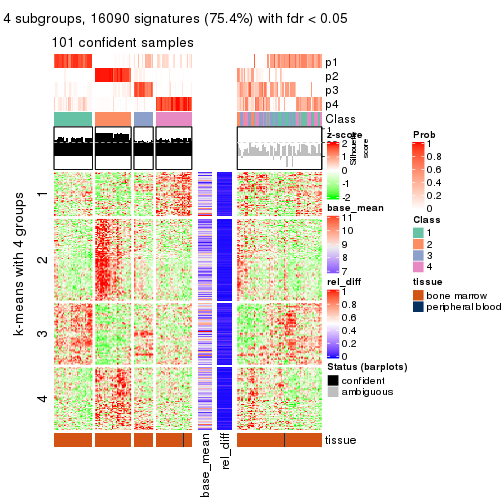 4 subgroups, 16090 signatures (75.4%) with fdr < 0.05
101 confident samples
p1
p2
p3
p4
Class
1
Silhouette
score
k-means with 4 groups
1
2
3
4
base_mean
rel_diff
tissue
z-score
2
1
0
-1
-2
base_mean
11
10
9
8
7
rel_diff
1
0.8
0.6
0.4
0.2
0
Status (barplots)
confident
ambiguous
Prob
1
0.8
0.6
0.4
0.2
0
Class
1
2
3
4
tissue
bone marrow
peripheral blood